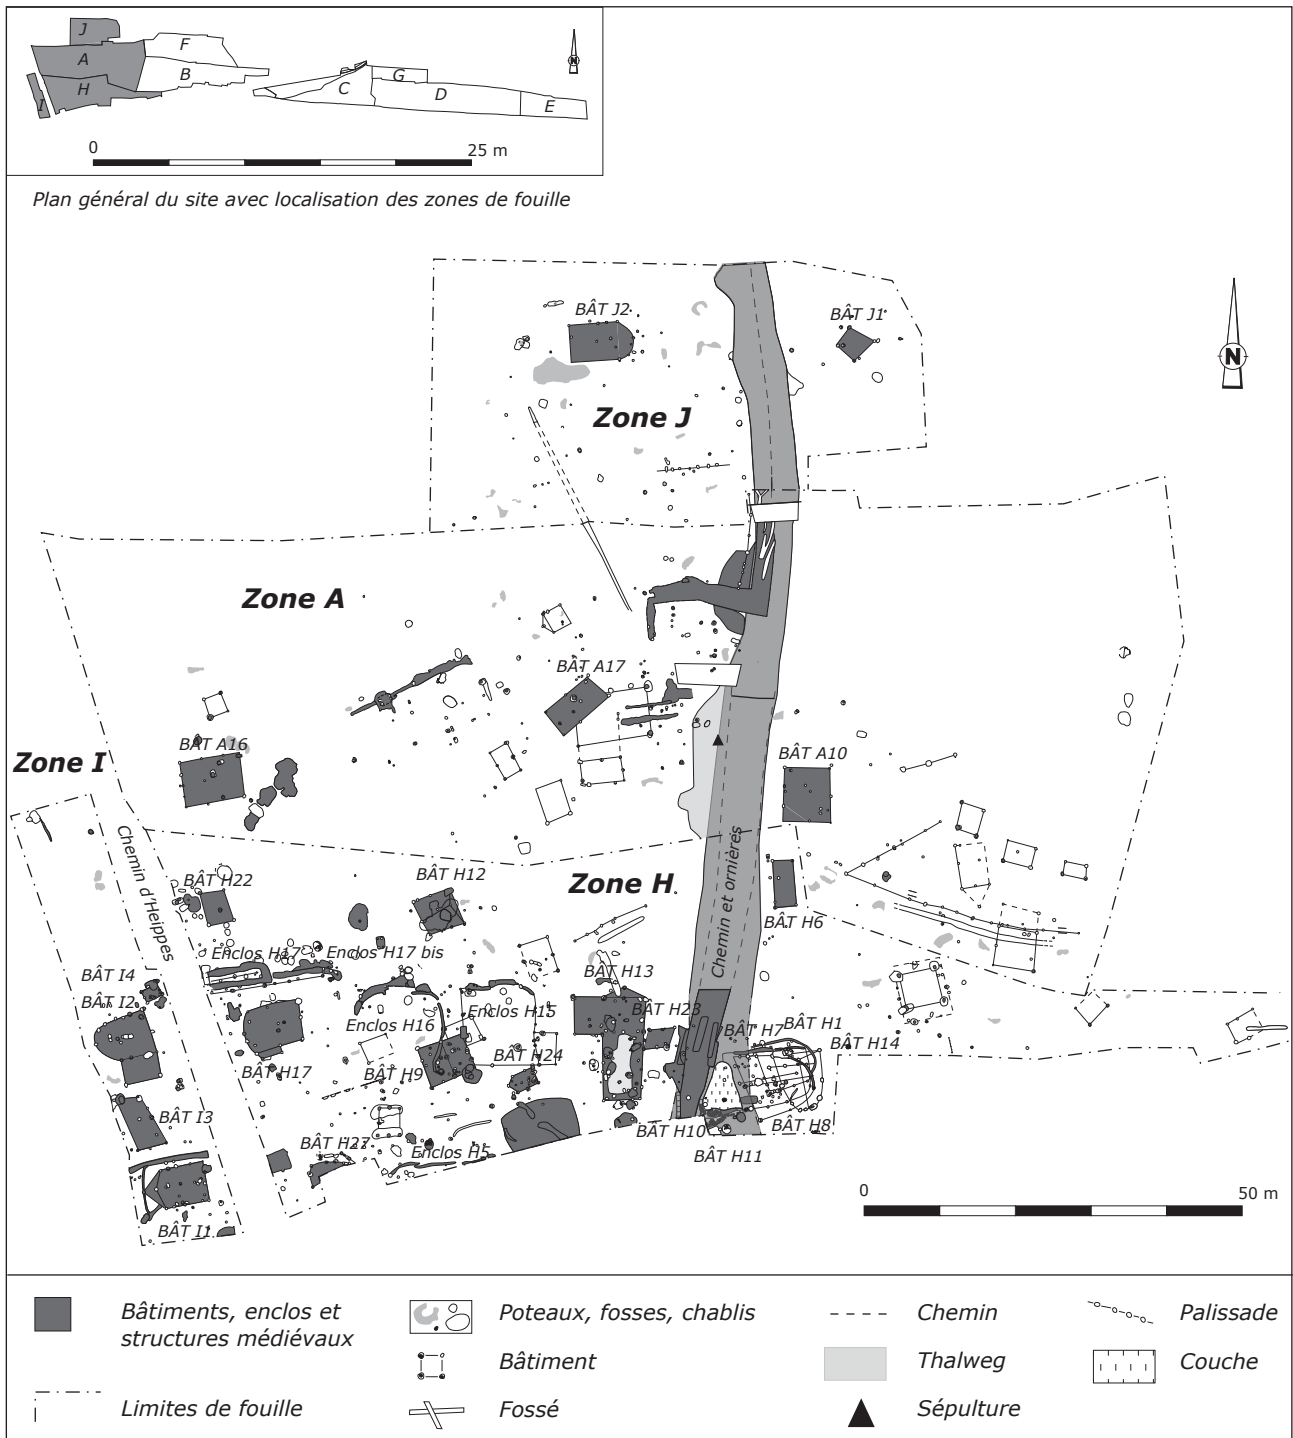 J
A
F
B
H
I
C
G
D
E
N
0
25 m
Plan général du site avec localisation des zones de fouille
N
BÂT J2
BÂT J1
Zone J
Zone A
BÂT A17
BÂT A16
BÂT A10
Zone I
Chemin d'Heippes
Chemin et ornières
Zone H
BÂT H22
BÂT H12
BÂT H6
Enclos H17
Enclos H17 bis
BÂT I4
BÂT I2
BÂT H13
Enclos H16
Enclos H15
BÂT H23
BÂT H7
BÂT H1
BÂT H14
BÂT H24
BÂT H17
BÂT H9
BÂT I3
BÂT H27
Enclos H5
BÂT H10
BÂT H8
BÂT H11
BÂT I1
0
50 m
Bâtiments, enclos et
structures médiévaux
Limites de fouille
Poteaux, fosses, chablis
Bâtiment
Fossé
Chemin
Thalweg
Sépulture
Palissade
Couche